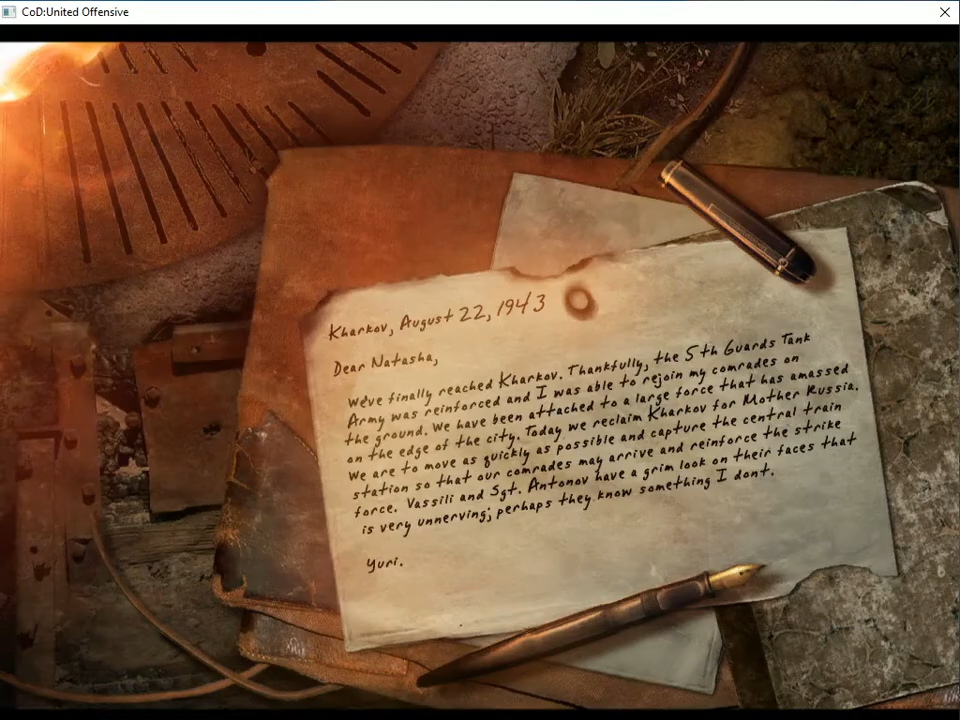 CoD:United Offensive
Kharkov, August 22, 1943
Dear Natasha,
We've finally reached Kharkov. Thankfully, the 5th Guards Tank
Army was reinforced and I was able to rejoin my comrades on
the ground. We have been attached to a large force that has amassed
on the edge of the city. Today we reclaim Kharkov for Mother Russia.
We are to move as quickly as possible and capture the central train
station so that our comrades may arrive and reinforce the strike
force. Vassili and Sgt. Antonov have a grim look on their faces that
is very unnerving; perhaps they know something I don't.
Yuri.